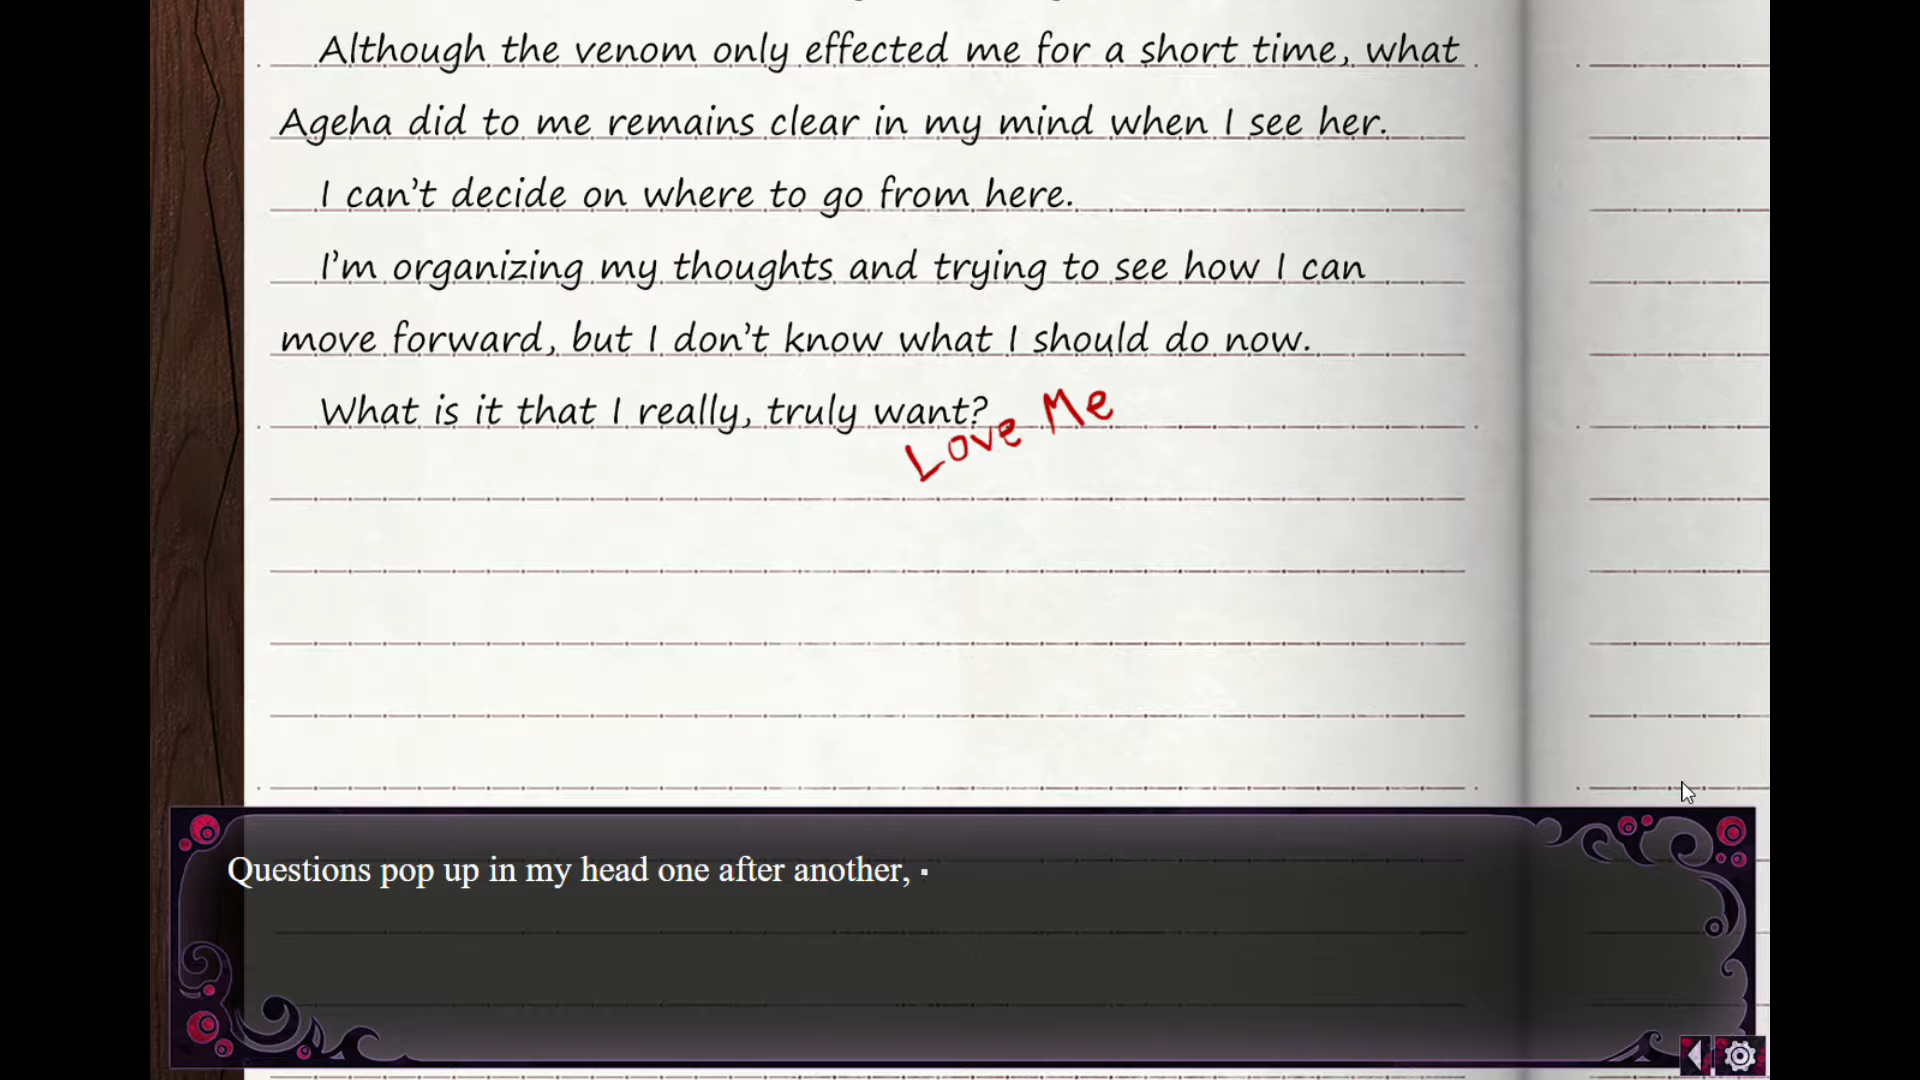 Although the venom only effected me for a short time, what
Ageha did to me remains clear in my mind when I see her.
I can't decide on where to go from here.
I'm organizing my thoughts and trying to see how I can
move forward, but I don't know what I should do now.
What is it that I really, truly want?
Love Me
Questions pop up in my head one after another,